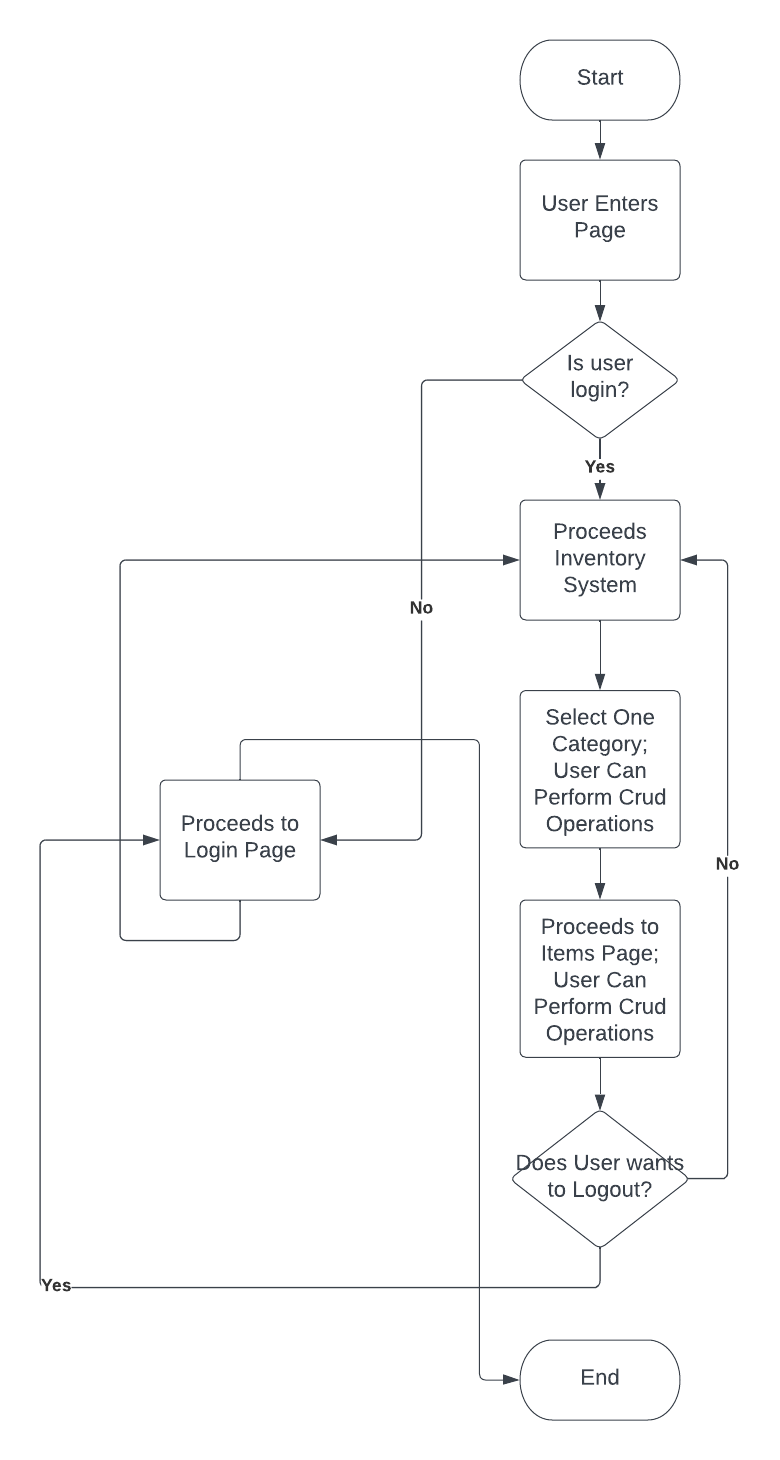 Start
User Enters
Page
Is user
login?
Yes
Proceeds
Inventory
System
No
Select One
Category;
User Can
Perform Crud
Operations
Proceeds to
Login Page
No
Proceeds to
Items Page;
User Can
Perform Crud
Operations
Does User wants
to Logout?
Yes
End